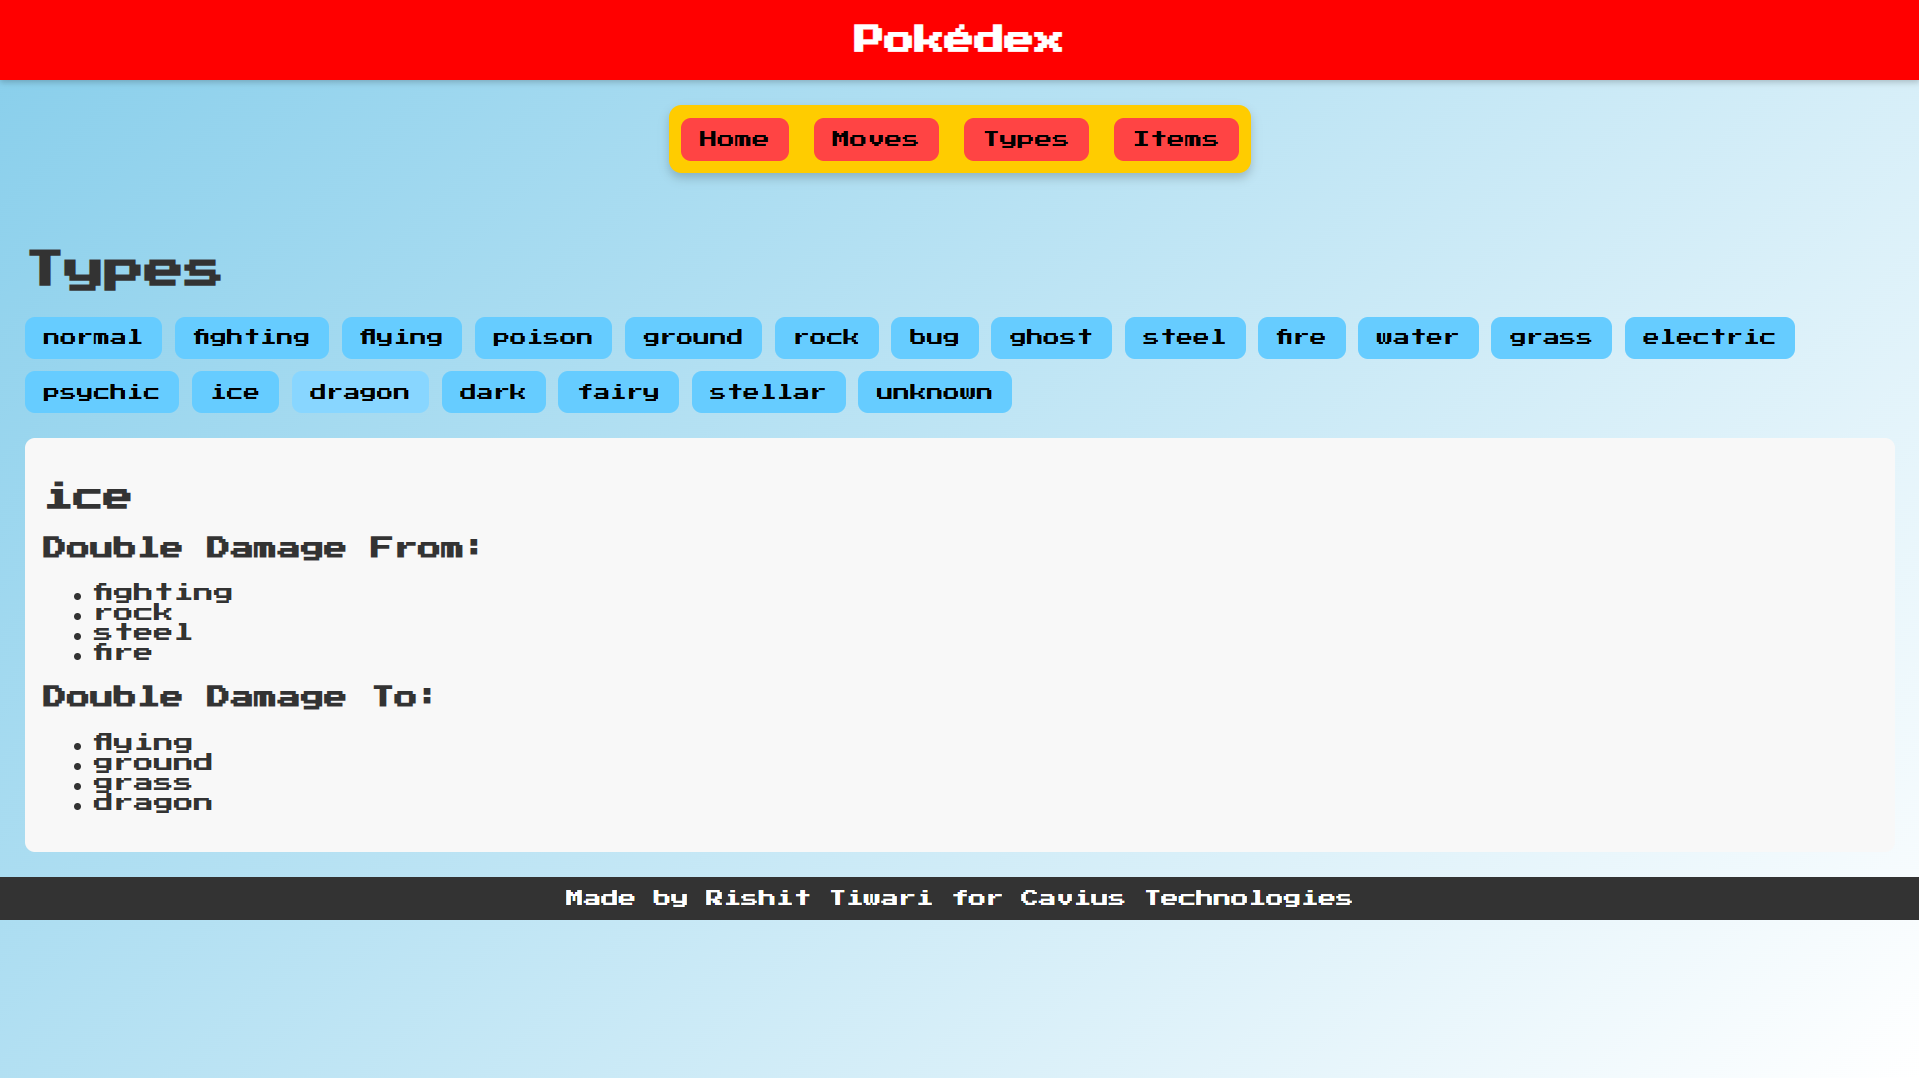 Pokédex
Home Moves Types Items
Types
normal fighting flying poison ground rock bug ghost steel fire water grass electric
psychic ice dragon dark fairy stellar unknown
ice
Double Damage From:
fighting
rock
steel
fire
Double Damage To:
flying
ground
grass
dragon
Made by Rishit Tiwari for Cavius Technologies